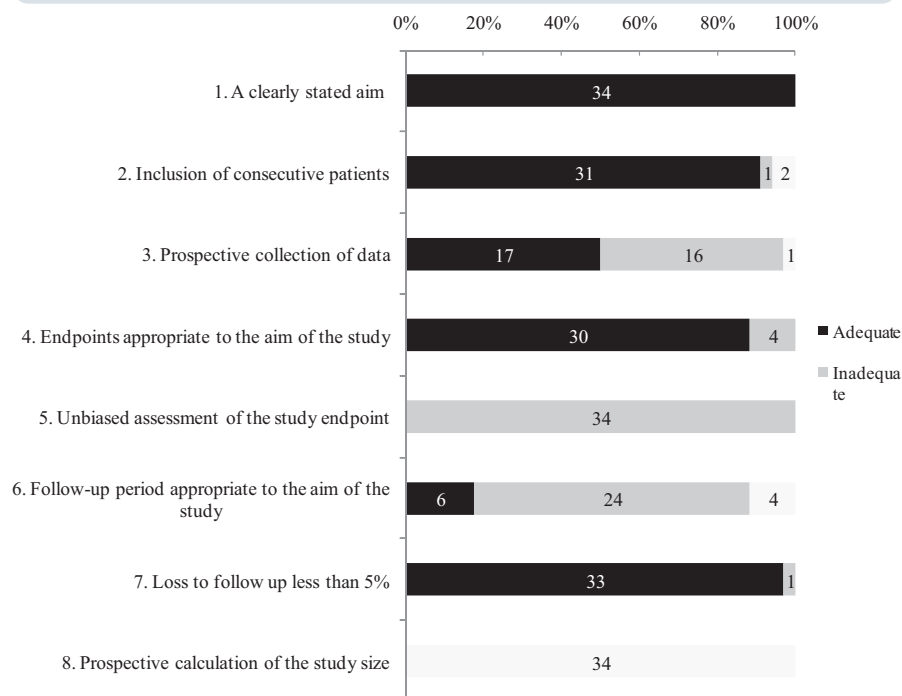 0% 20% 40% 60% 80% 100%
1. A clearly stated aim 34
2. Inclusion of consecutive patients 31 1 2
3. Prospective collection of data 17 16 1
4. Endpoints appropriate to the aim of the study 30 4
Adequate
Inadequa
te
5. Unbiased assessment of the study endpoint 34
6. Follow-up period appropriate to the aim of the
study
6 24 4
7. Loss to follow up less than 5% 33 1
8. Prospective calculation of the study size 34